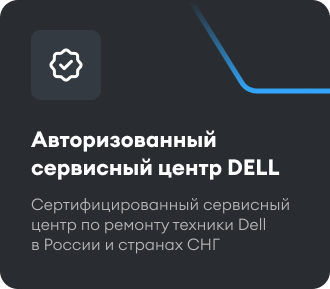 Авторизованный
сервисный центр DELL
Сертифицированный сервисный
центр по ремонту техники Dell
в России и странах СНГ